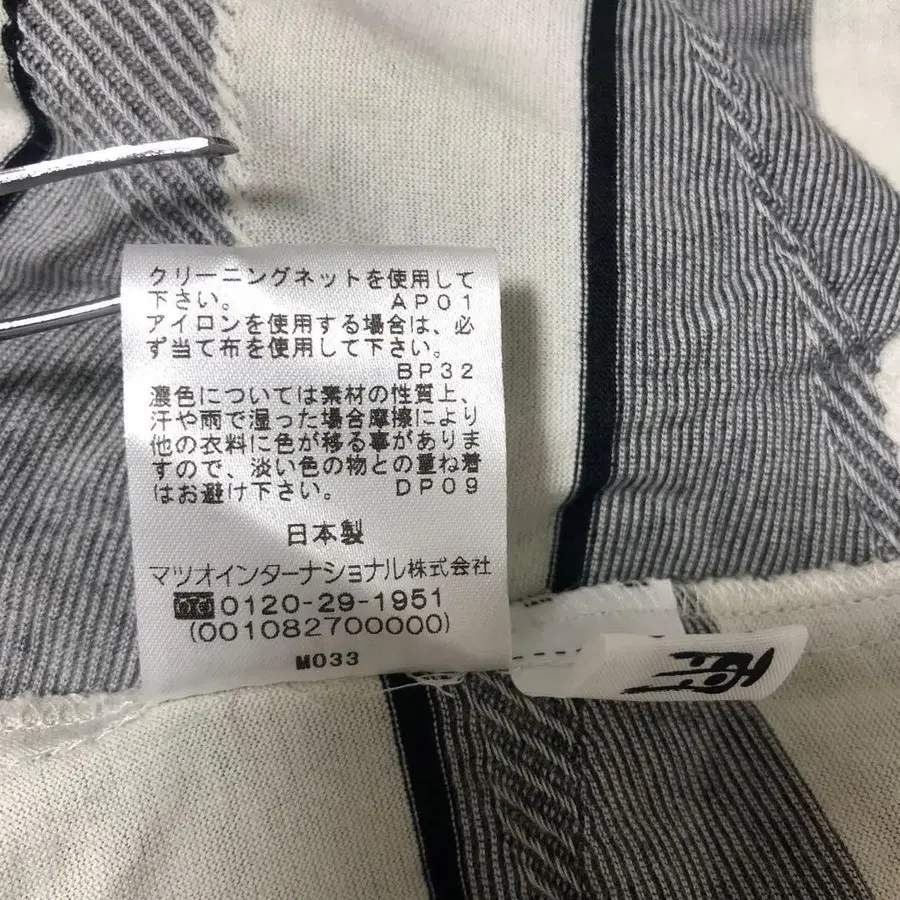 クリーニングネットを使用して
下さい。 AP01
アイロンを使用する場合は、必
ず当て布を使用して下さい。
BP32
濃色については素材の性質上、
汗や雨で湿った場合摩擦により
他の衣料に色が移る事がありま
すので、淡い色の物との重ね着
はお避け下さい。 DP09
日本製
マツオインターナショナル株式会社
0120-29-1951
(001082700000)
M033